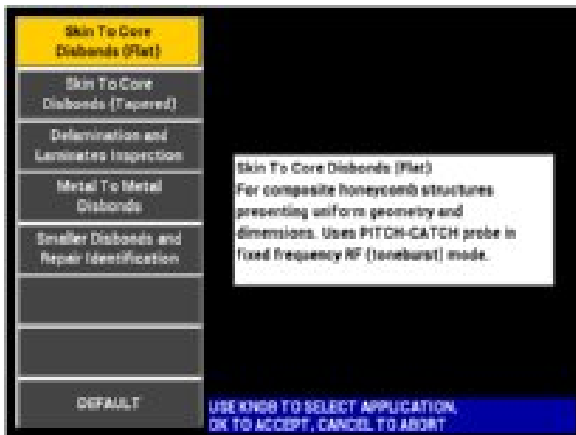 Skin To Core
Disbonds (Flat)
Skin To Core
Disbonds (Tapered)
Delamination and
Laminates Inspection
Metal To Metal
Disbonds
Smaller Disbonds and
Repair Identification
DEFAULT
Skin To Core Disbonds (Flat)
For composite honeycomb structures
presenting uniform geometry and
dimensions. Uses PITCH-CATCH probe in
fixed frequency RF (toneburst) mode.
USE KNOB TO SELECT APPLICATION,
OK TO ACCEPT, CANCEL TO ABORT